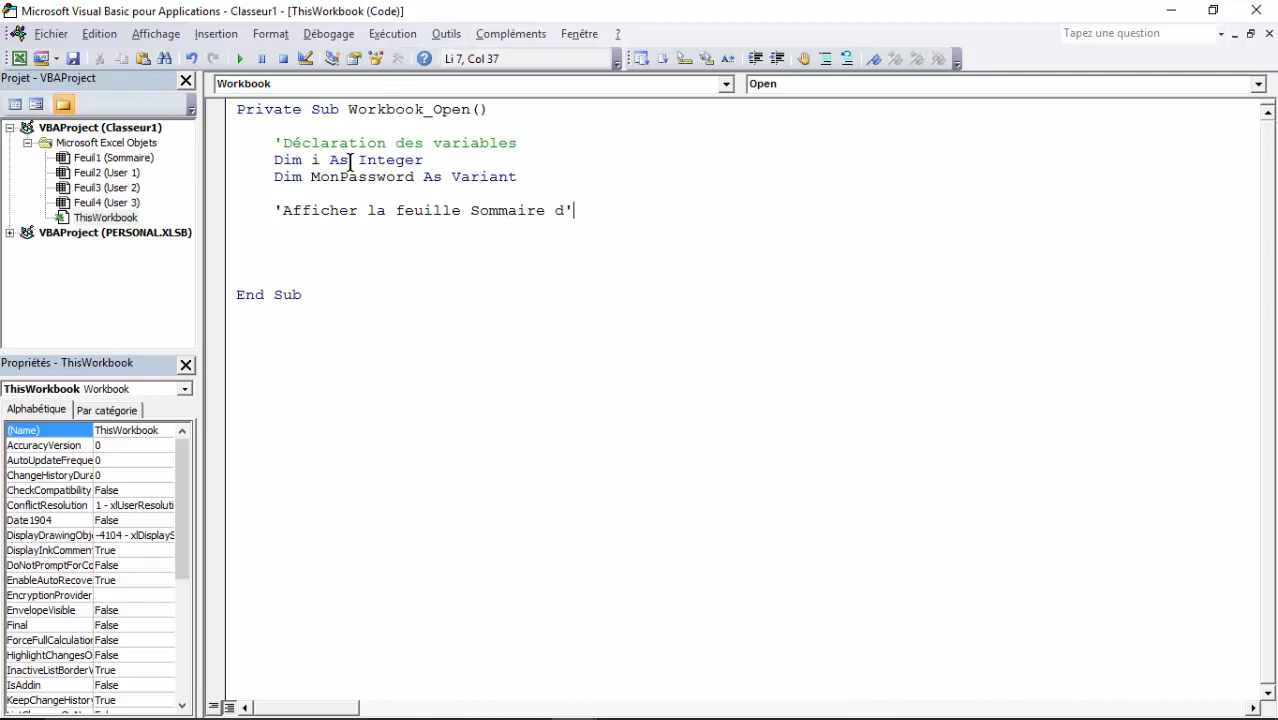 Microsoft Visual Basic pour Applications - Classeur1 - [ThisWorkbook (Code)]
Fichier Edition Affichage Insertion Format Débogage Exécution Outils Compléments Fenêtre ?
Tapez une question
Li 7, Col 37
Projet - VBAProject
VBAProject (Classeur1)
Microsoft Excel Objets
Feuil1 (Sommaire)
Feuil2 (User 1)
Feuil3 (User 2)
Feuil4 (User 3)
ThisWorkbook
VBAProject (PERSONAL.XLSB)
Propriétés - ThisWorkbook
ThisWorkbook Workbook
Alphabétique Par catégorie
(Name) ThisWorkbook
AccuracyVersion 0
AutoUpdateFreque 0
ChangeHistoryDura 0
CheckCompatibility False
ConflictResolution 1 - xlUserResoluti
Date1904 False
DisplayDrawingObj -4104 - xlDisplayS
DisplayInkCommen True
DoNotPromptForCo False
EnableAutoRecove True
EncryptionProvider
EnvelopeVisible False
Final False
ForceFullCalculation False
HighlightChangesO False
InactiveListBorderV True
IsAddin False
KeepChangeHistory True
Workbook Open
Private Sub Workbook_Open()
'Déclaration des variables
Dim i As Integer
Dim MonPassword As Variant
'Afficher la feuille Sommaire d'
End Sub